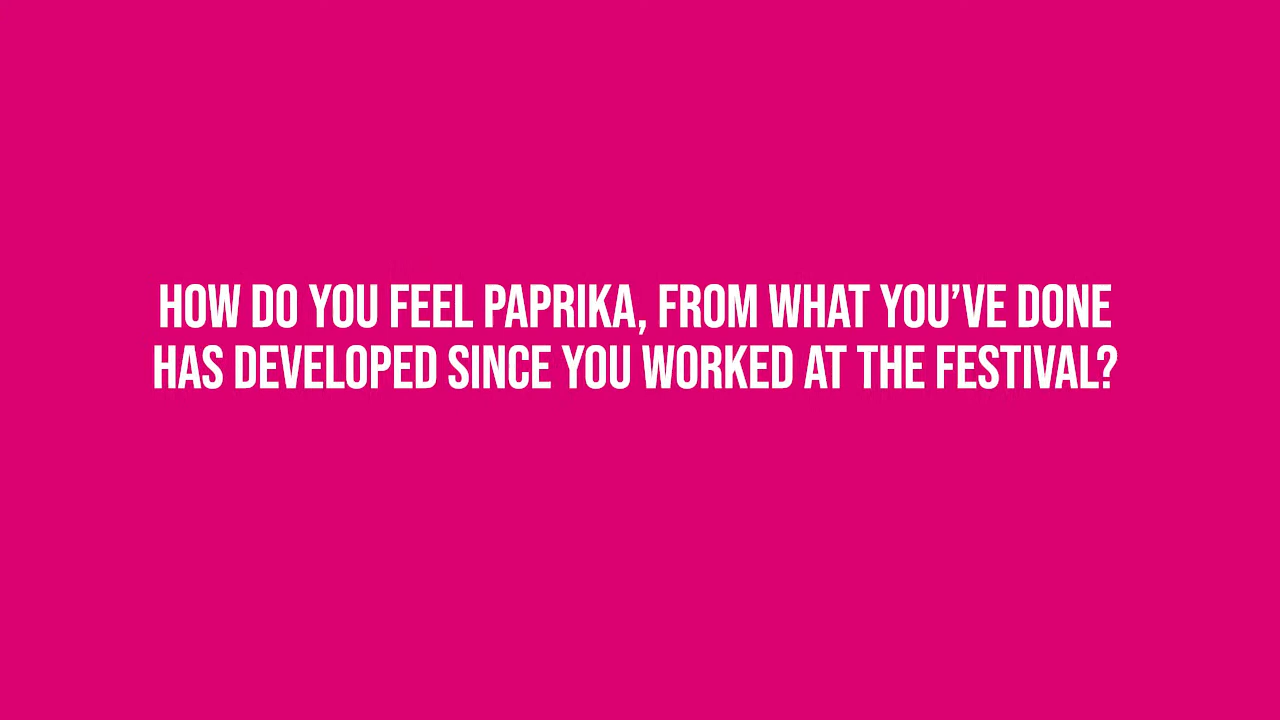 HOW DO YOU FEEL PAPRIKA, FROM WHAT YOU’VE DONE
HAS DEVELOPED SINCE YOU WORKED AT THE FESTIVAL?